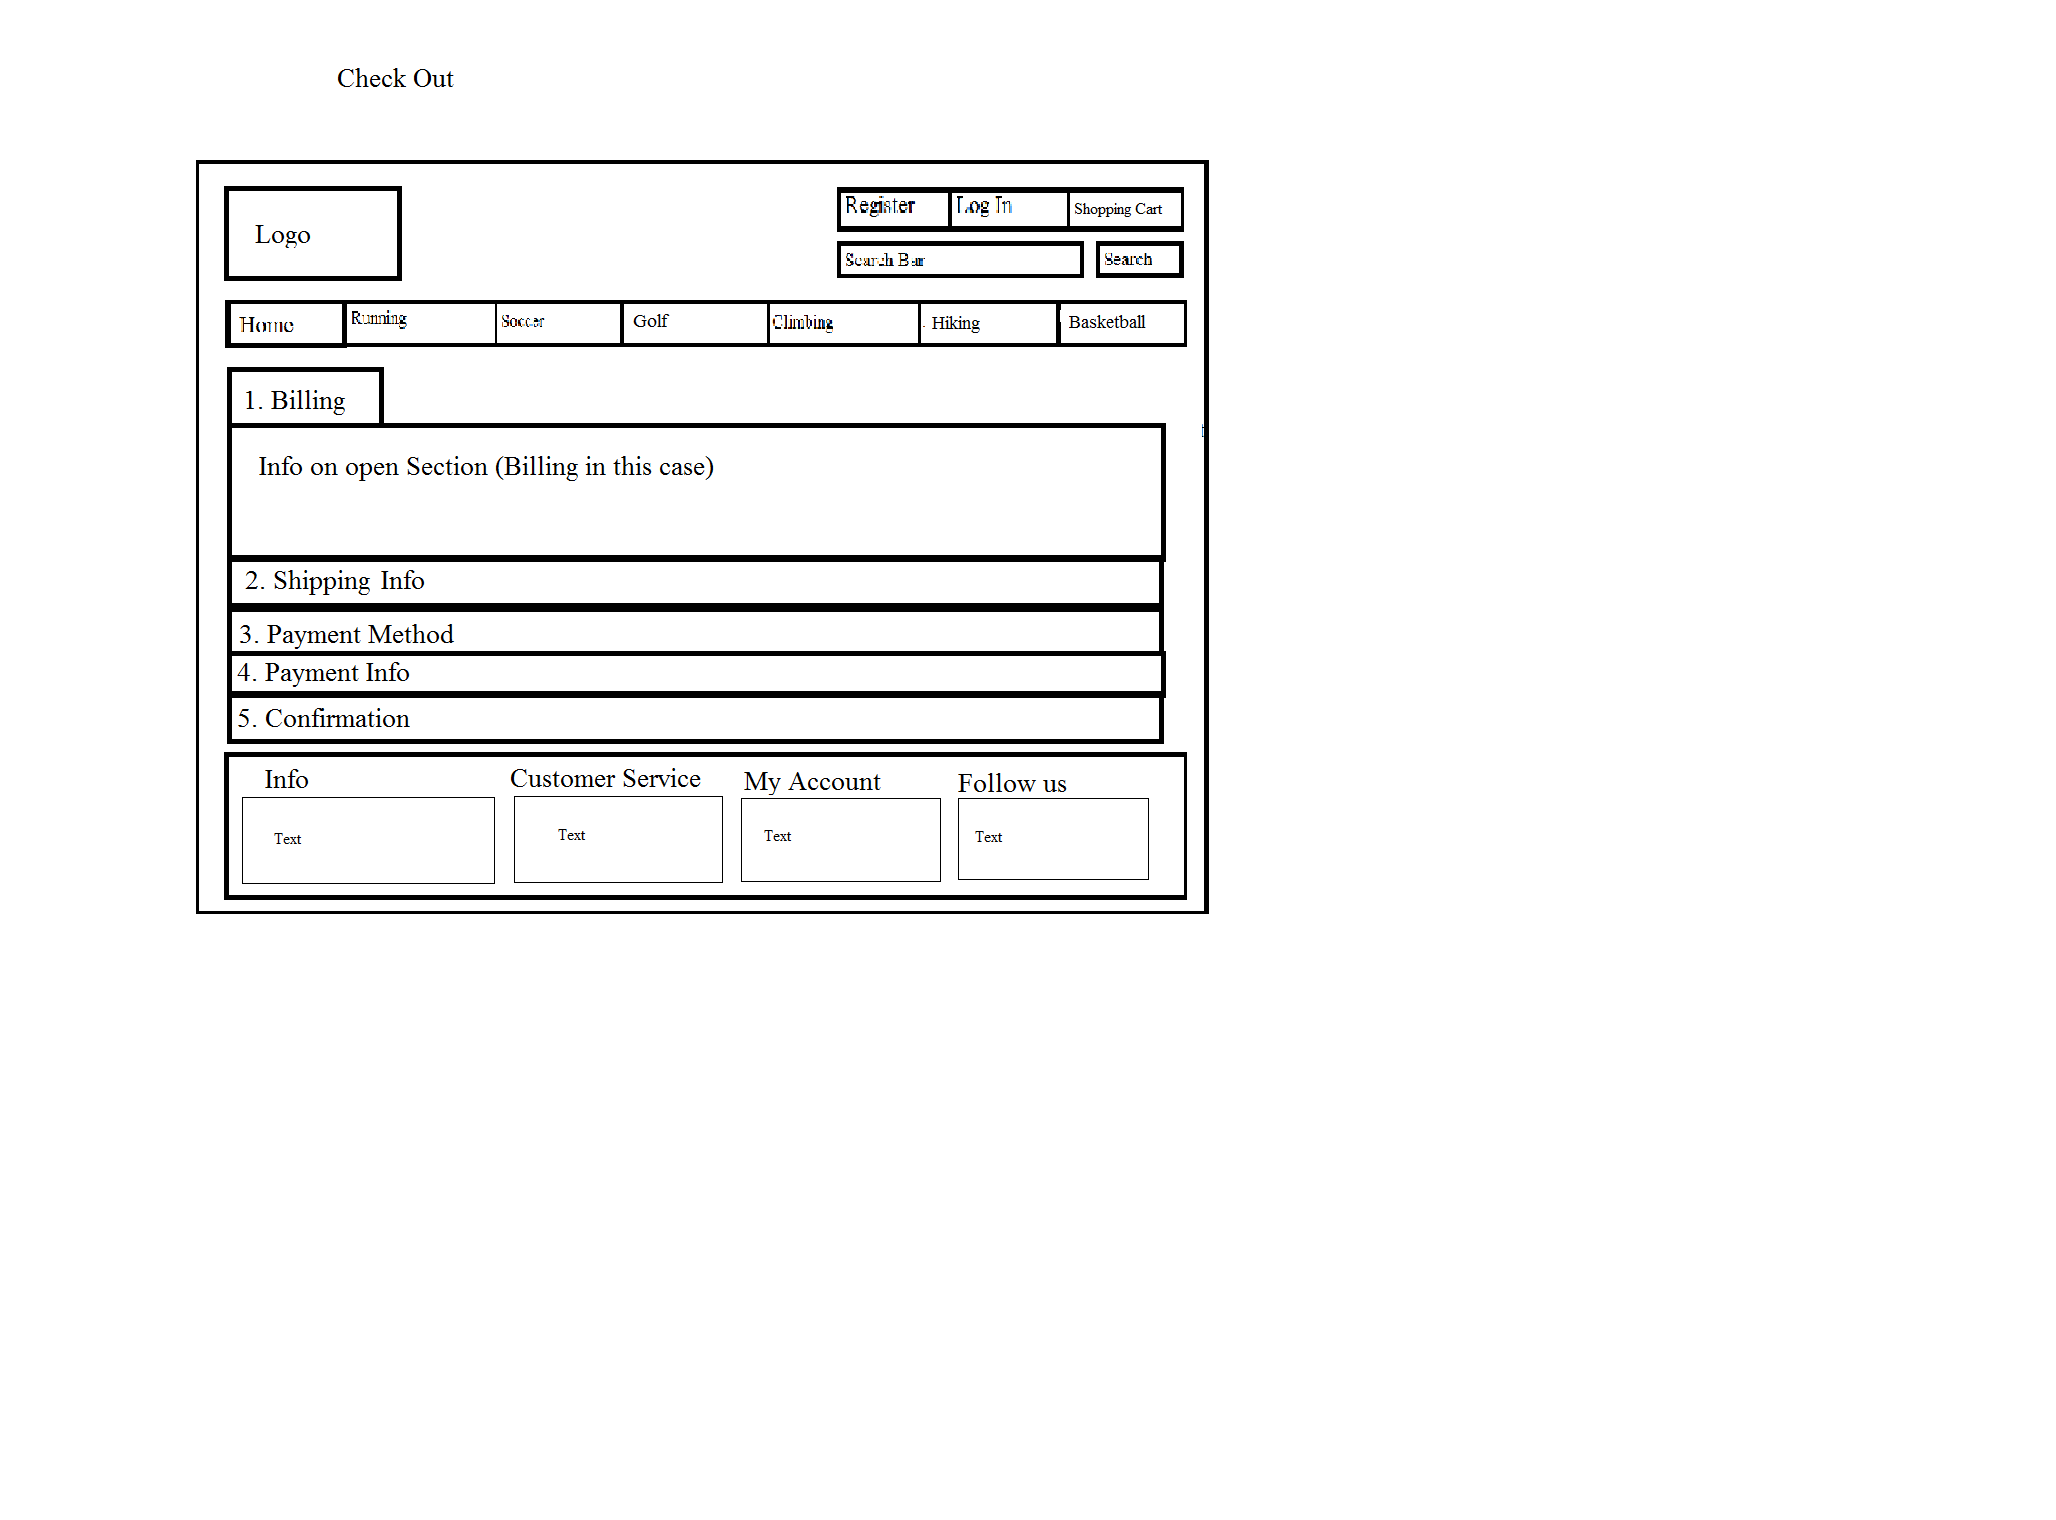 Check Out
Logo
Register Log In Shopping Cart
Search Bar Search
Home Running Soccer Golf Climbing Hiking Basketball
1. Billing
Info on open Section (Billing in this case)
2. Shipping Info
3. Payment Method
4. Payment Info
5. Confirmation
Info Customer Service My Account Follow us
Text Text Text Text